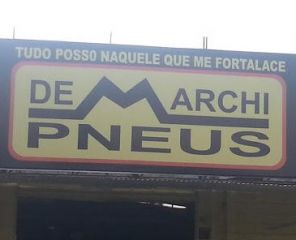 TUDO POSSO NAQUELE QUE ME FORTALACE
DE MARCHI
PNEUS